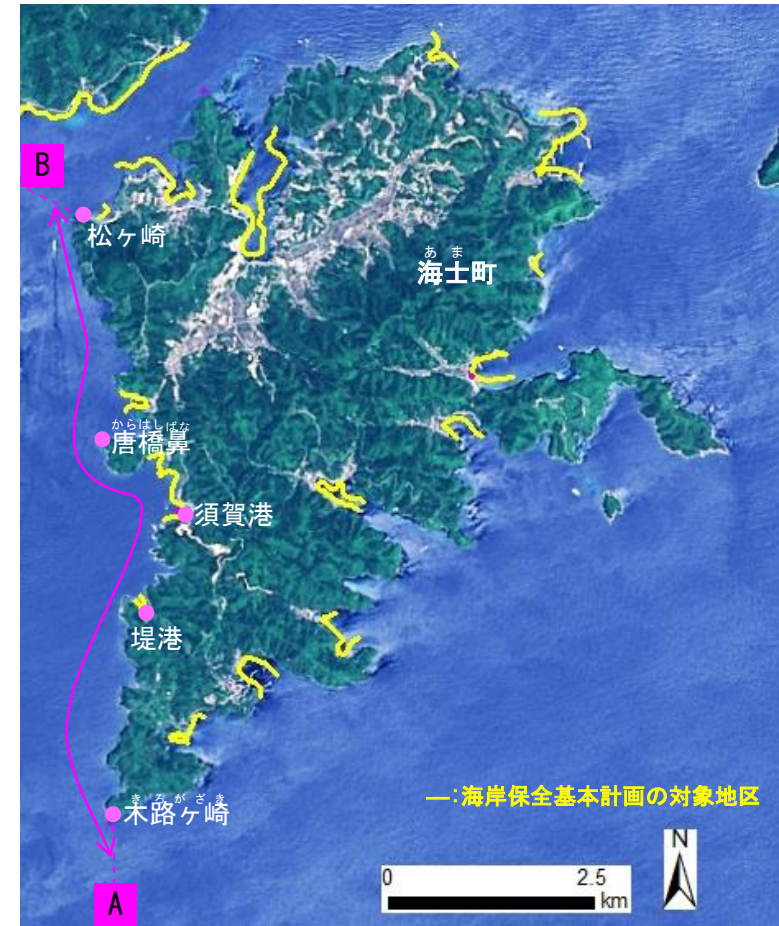 B
松ヶ崎
あま
海士町
からはしばな
唐橋鼻
須賀港
堤港
きろがざき
木路ヶ崎
―:海岸保全基本計画の対象地区
A
N
0 2.5
km